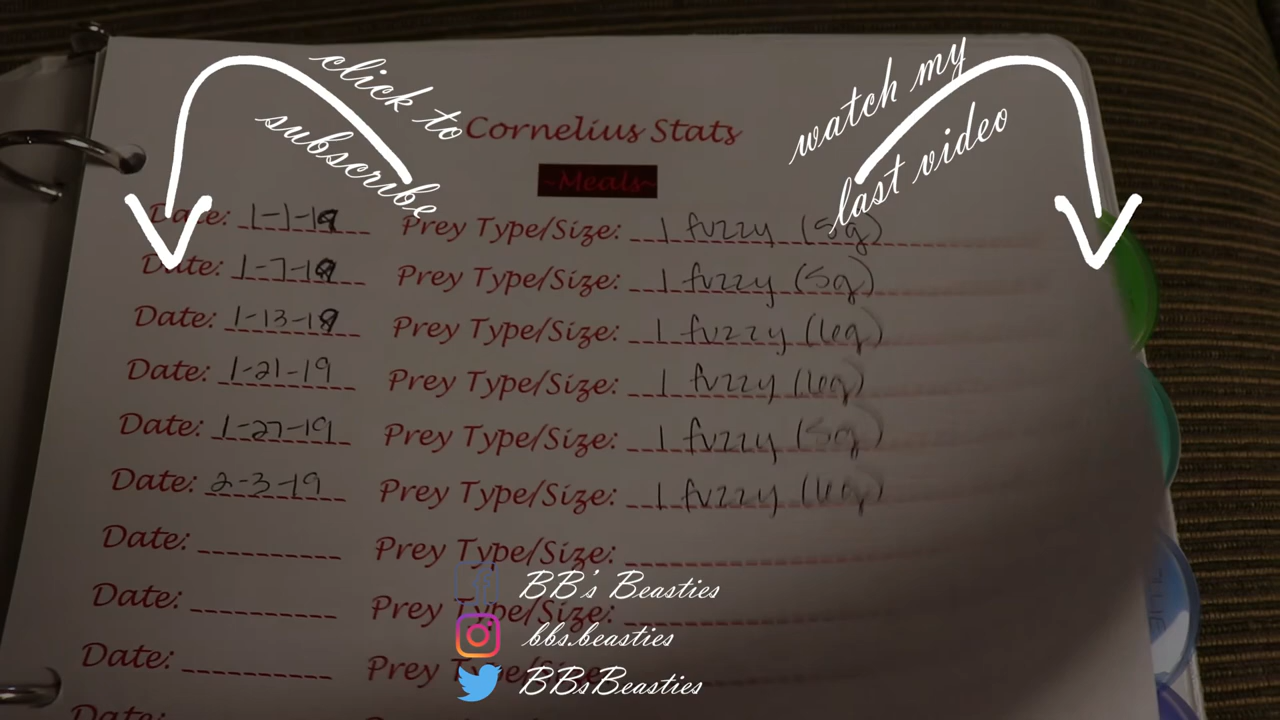 click to
subscribe
watch my
last video
Cornelius Stats
~Meals~
Date: 1-1-19 Prey Type/Size: 1 fuzzy (5g)
Date: 1-7-19 Prey Type/Size: 1 fuzzy (5g)
Date: 1-13-19 Prey Type/Size: 1 fuzzy
Date: 1-21-19 Prey Type/Size: 1 fuzzy
Date: 1-27-19 Prey Type/Size: 1 fuzzy (5g)
Date: 2-3-19 Prey Type/Size: 1 fuzzy
Date: Prey Type/Size:
Date: Prey Type/Size:
Date: Prey Type/Size:
Date:
BB's Beasties
bbs.beasties
BBsBeasties